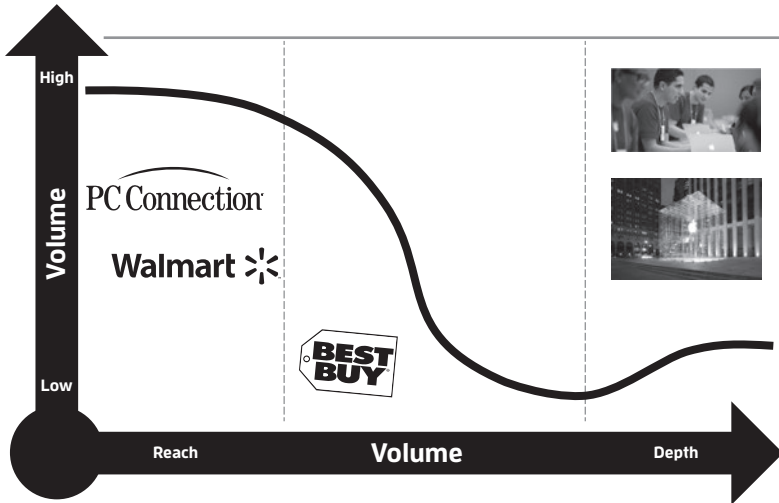 High
Volume
PC Connection
Walmart
BEST
BUY
Low
Reach
Volume
Depth